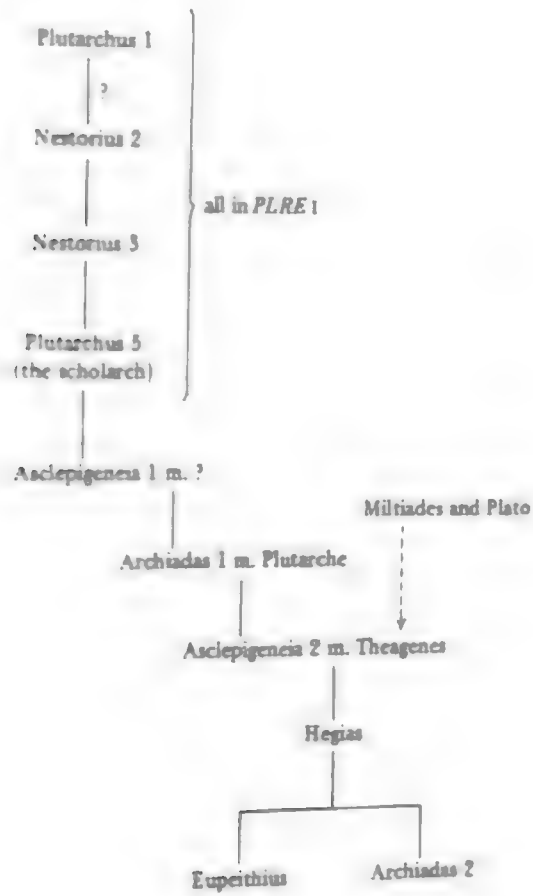 Plutarchus 1
?
Nestorius 2
all in PLRE I
Nestorius 3
Plutarchus 5
(the scholarch)
Asclepigeneia 1 m. ?
Miltiades and Plato
Archiadas 1 m. Plutarche
Asclepigeneia 2 m. Theagenes
Hegias
Eupeithius
Archiadas 2